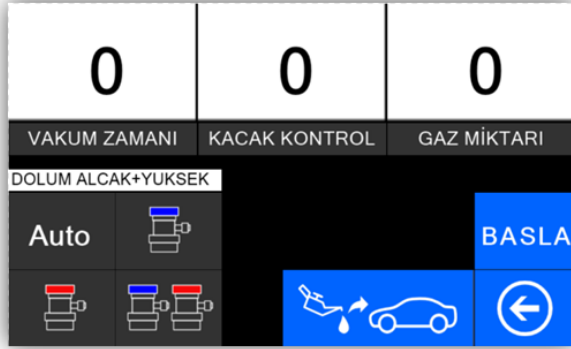 0 0 0
VAKUM ZAMANI KACAK KONTROL GAZ MİKTARI
DOLUM ALCAK+YUKSEK
Auto
BASLA